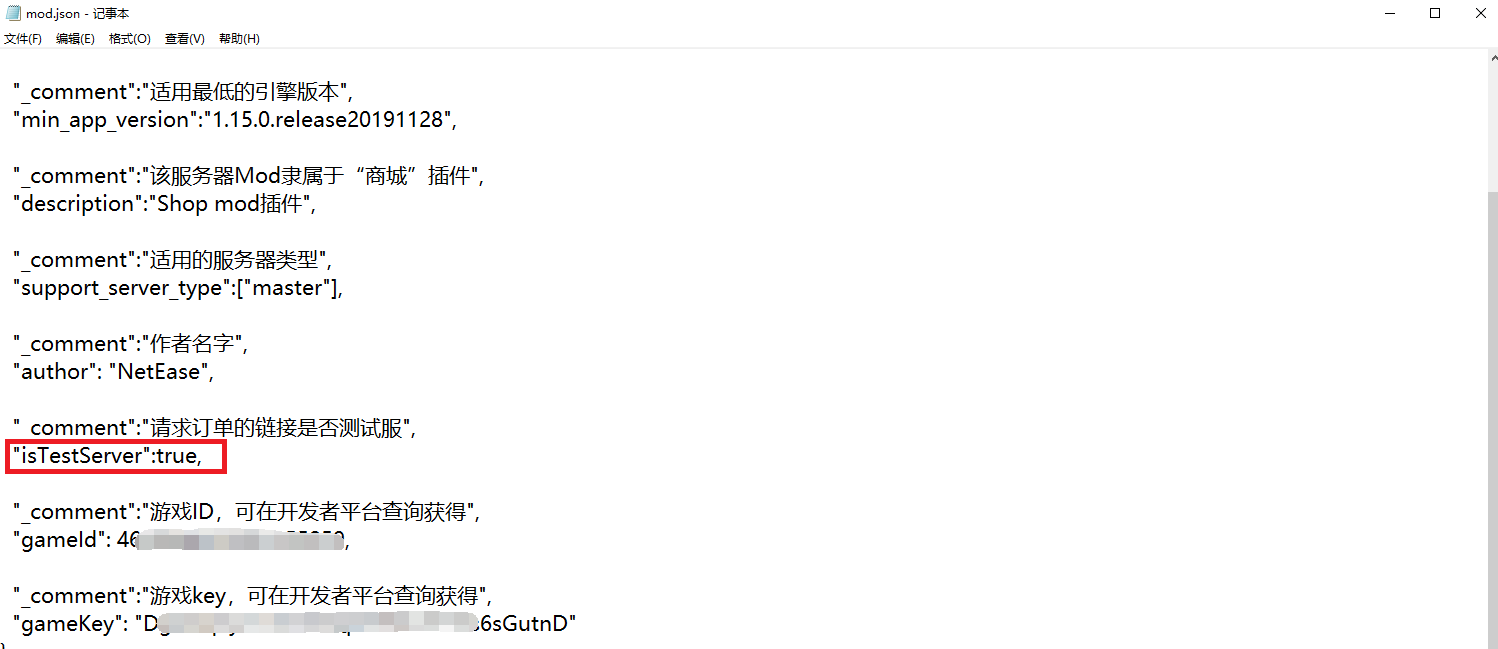 mod.json - 记事本
文件(F) 编辑(E) 格式(O) 查看(V) 帮助(H)
"_comment":"适用最低的引擎版本",
"min_app_version":"1.15.0.release20191128",
"_comment":"该服务器Mod隶属于“商城”插件",
"description":"Shop mod插件",
"_comment":"适用的服务器类型",
"support_server_type":["master"],
"_comment":"作者名字",
"author": "NetEase",
"_comment":"请求订单的链接是否测试服",
"isTestServer":true,
"_comment":"游戏ID，可在开发者平台查询获得",
"gameId": 46
"_comment":"游戏key，可在开发者平台查询获得",
"gameKey": "D 6sGutnD"